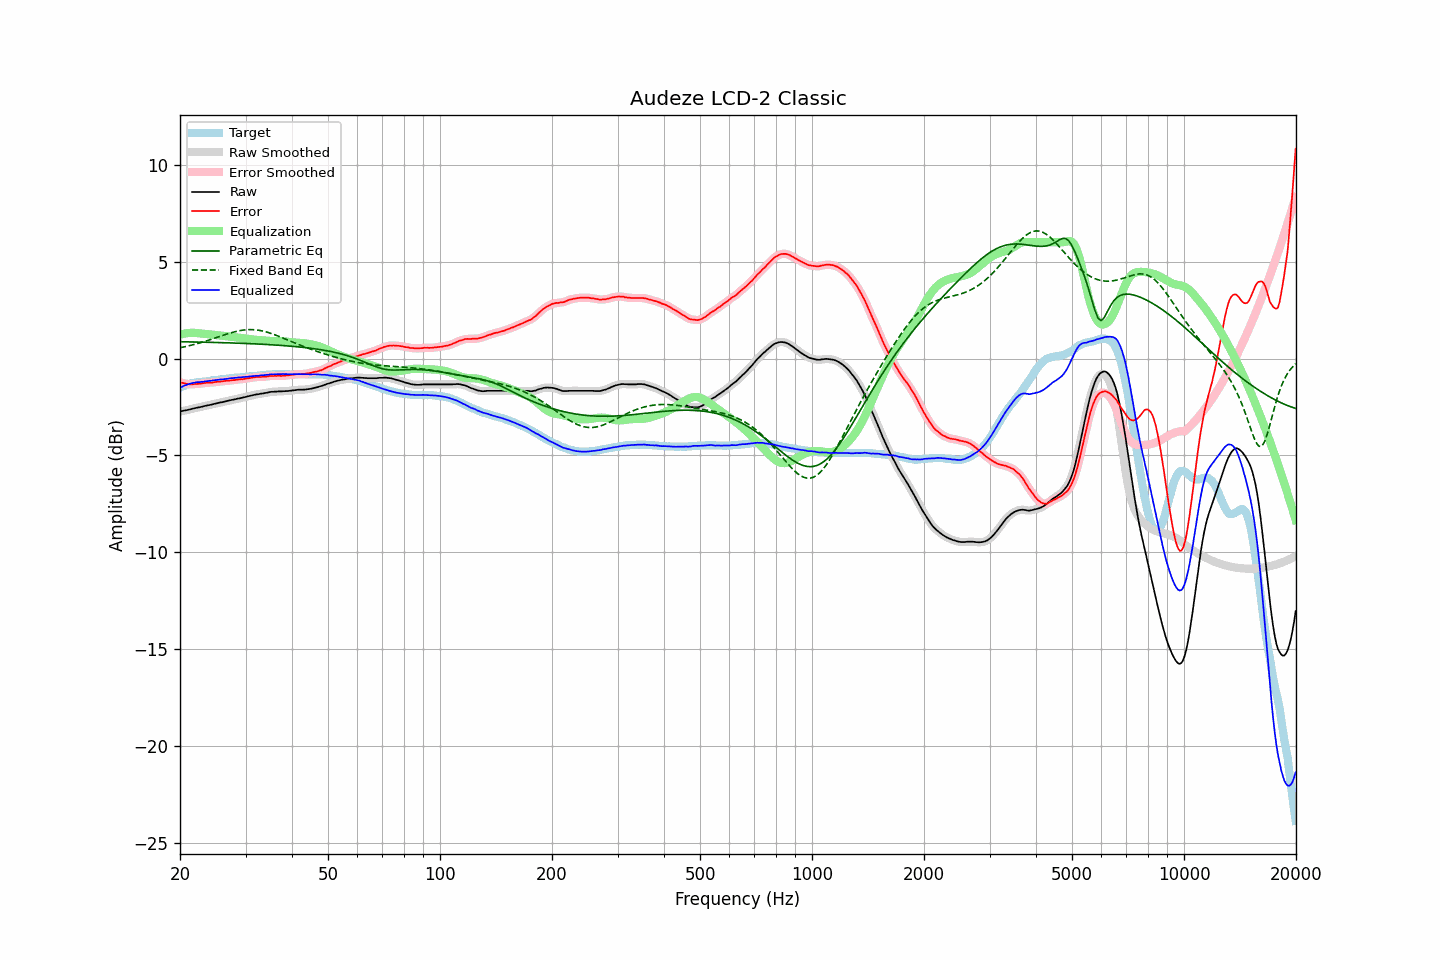 Audeze LCD-2 Classic
Target
Raw Smoothed
Error Smoothed
Raw
Error
Equalization
Parametric Eq
Fixed Band Eq
Equalized
10
5
0
−5
−10
−15
−20
−25
Amplitude (dBr)
20 50 100 200 500 1000 2000 5000 10000 20000
Frequency (Hz)